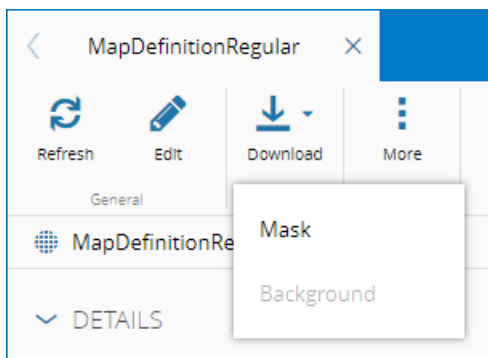 MapDefinitionRegular
Refresh Edit Download More
General
MapDefinitionRe
Mask
Background
DETAILS